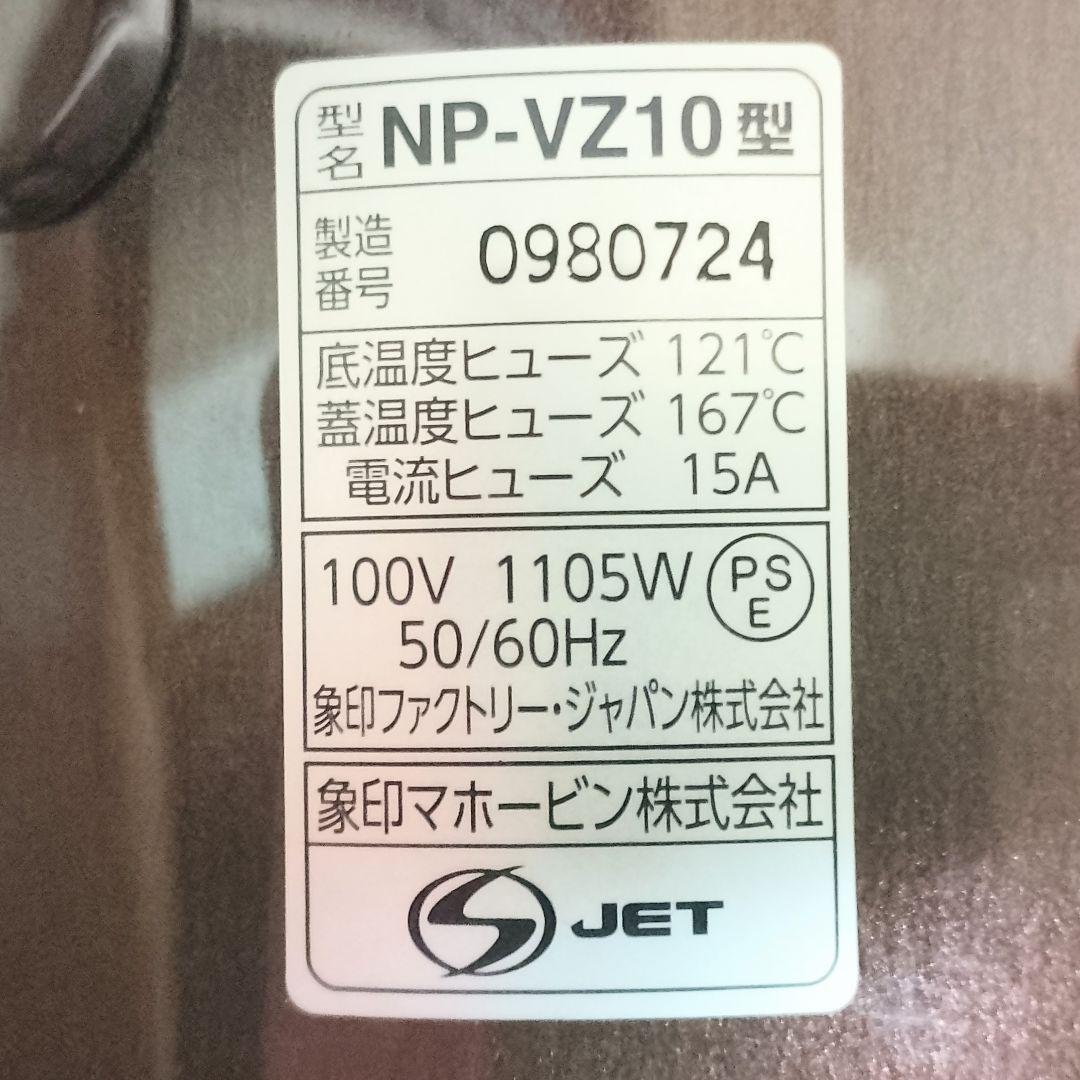 型名 NP-VZ10型
製造番号 0980724
底温度ヒューズ 121℃
蓋温度ヒューズ 167℃
電流ヒューズ 15A
100V 1105W PSE
50/60Hz
象印ファクトリー・ジャパン株式会社
象印マホービン株式会社
S JET